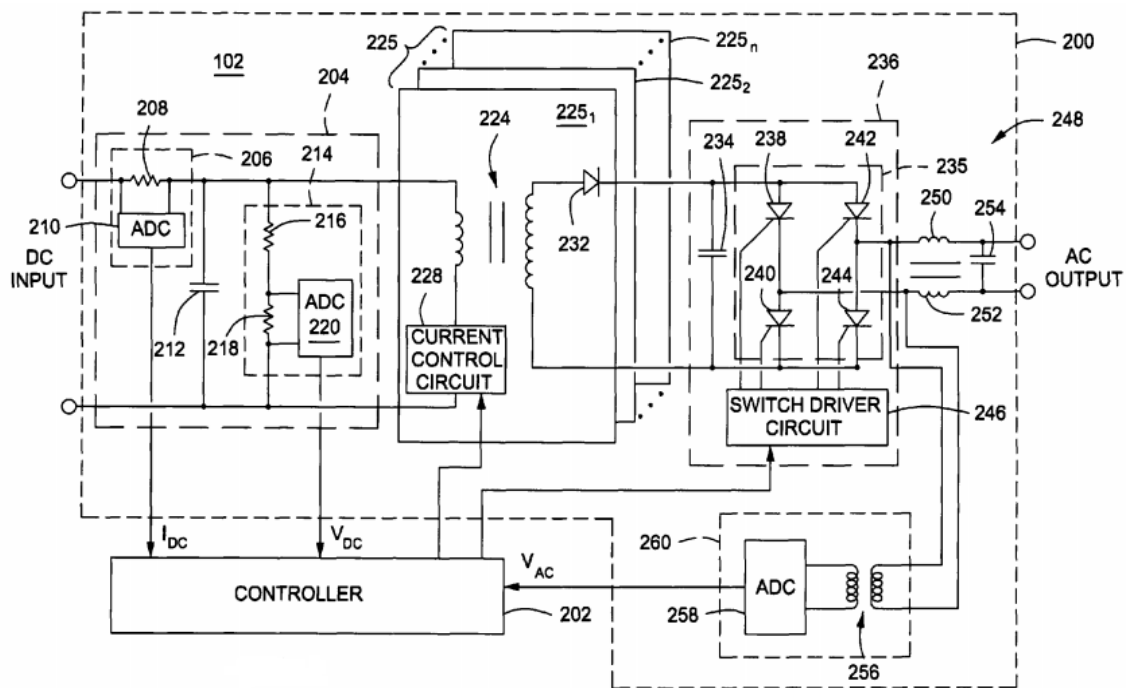 225
225n
200
102
2252
236
204
2251
208
224
248
234
238
242
206
214
235
232
210
ADC
216
250
254
DC
INPUT
228
240
244
AC
OUTPUT
ADC
220
252
212
218
CURRENT
CONTROL
CIRCUIT
SWITCH DRIVER
CIRCUIT
246
IDC
VDC
260
VAC
CONTROLLER
ADC
202
258
256